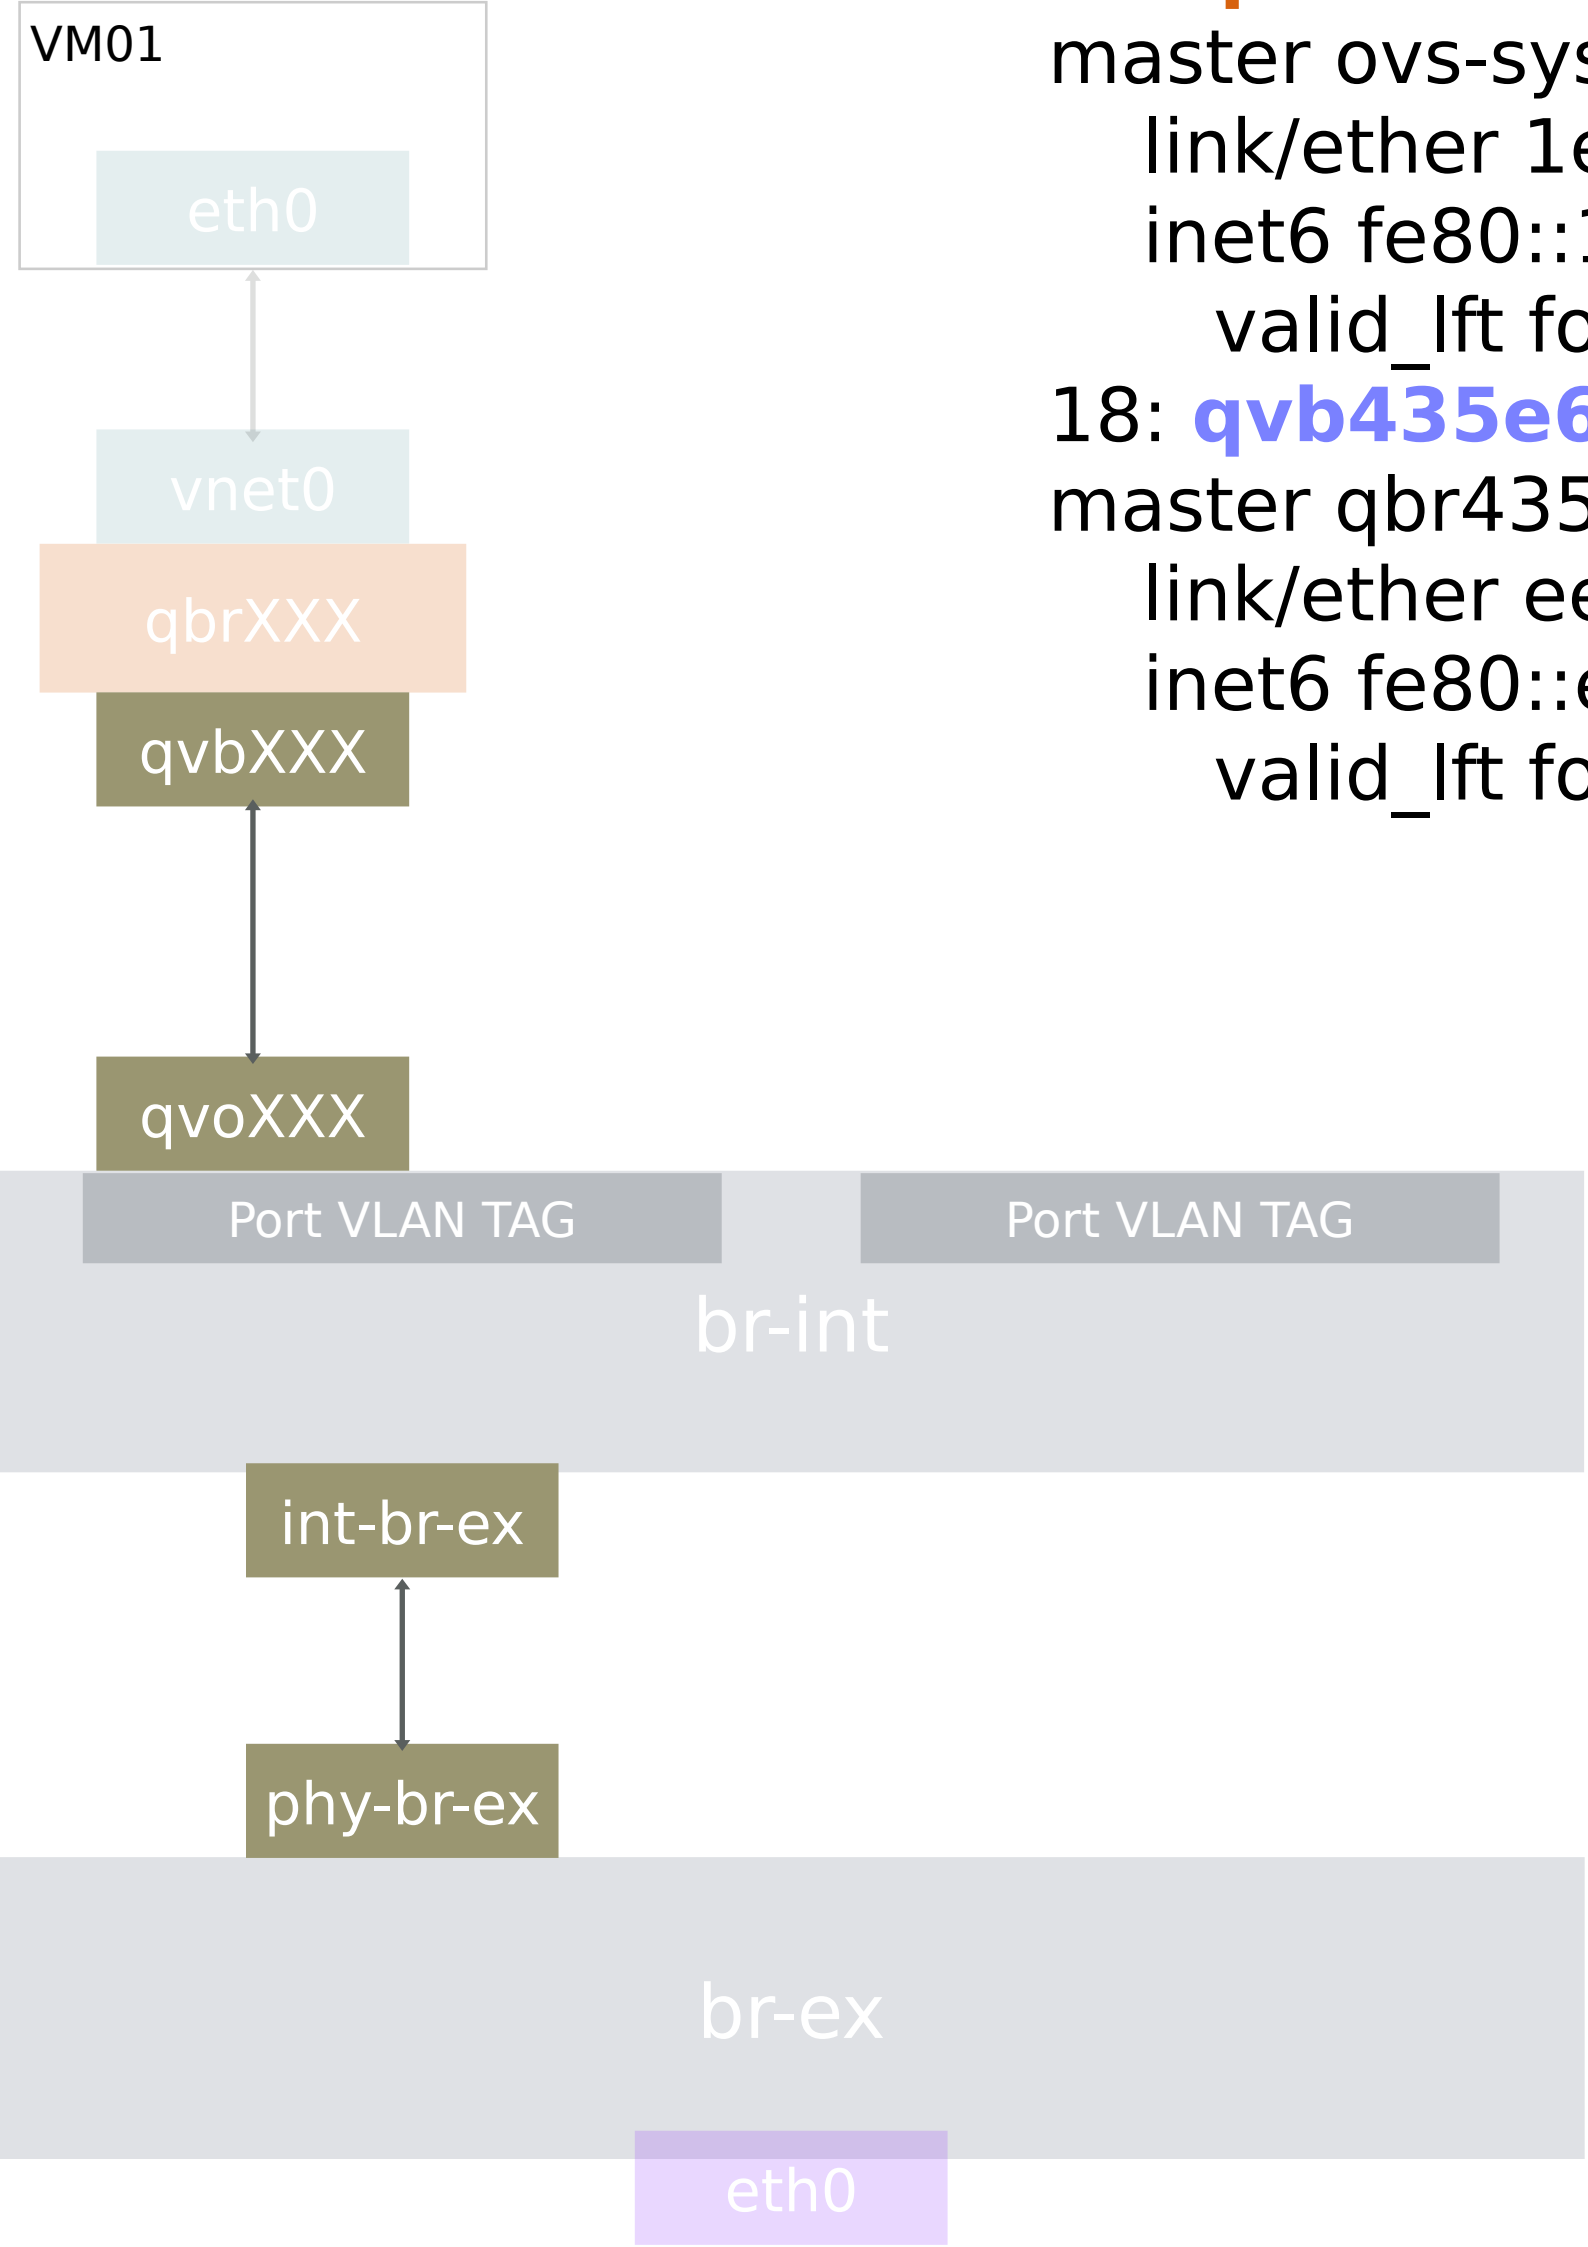 VM01
eth0
vnet0
qbrXXX
qvbXXX
qvoXXX
Port VLAN TAG
Port VLAN TAG
br-int
int-br-ex
phy-br-ex
br-ex
eth0
master ovs-sys
link/ether 1e
inet6 fe80::1
valid_lft fo
18: qvb435e6
master qbr435
link/ether ee
inet6 fe80::e
valid_lft fo